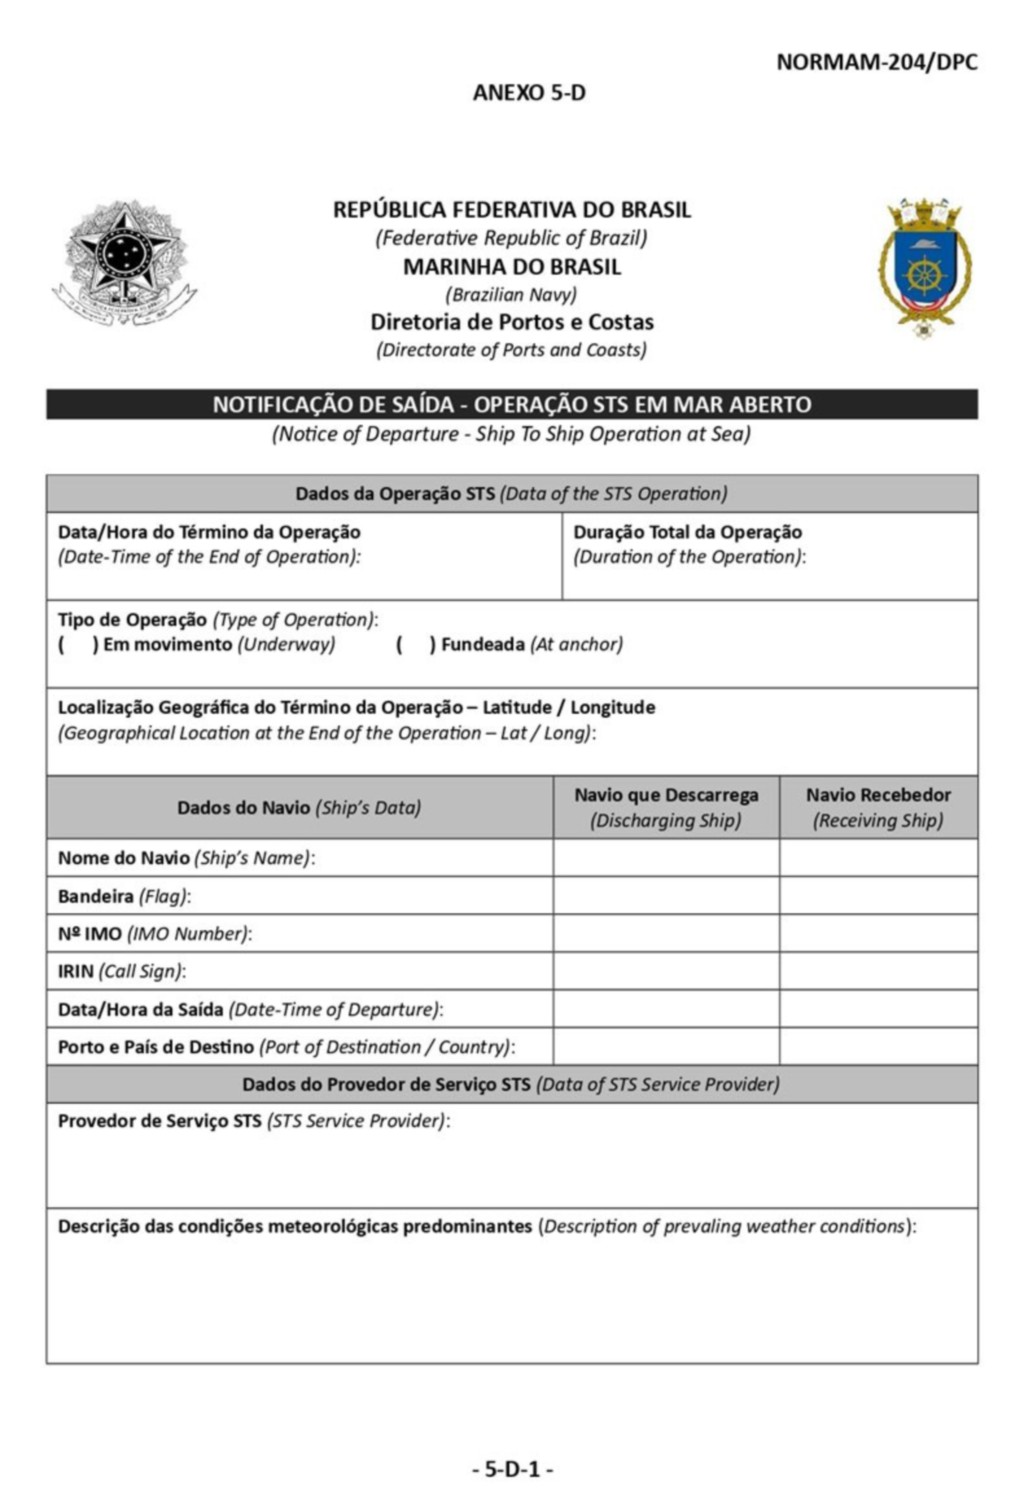 NORMAM-204/DPC
ANEXO 5-D
REPÚBLICA FEDERATIVA DO BRASIL
(Federative Republic of Brazil)
MARINHA DO BRASIL
(Brazilian Navy)
Diretoria de Portos e Costas
(Directorate of Ports and Coasts)
NOTIFICAÇÃO DE SAÍDA - OPERAÇÃO STS EM MAR ABERTO
(Notice of Departure - Ship To Ship Operation at Sea)
Dados da Operação STS (Data of the STS Operation)
Data/Hora do Término da Operação
(Date-Time of the End of Operation):
Duração Total da Operação
(Duration of the Operation):
Tipo de Operação (Type of Operation):
( ) Em movimento (Underway) ( ) Fundeada (At anchor)
Localização Geográfica do Término da Operação – Latitude / Longitude
(Geographical Location at the End of the Operation – Lat / Long):
Dados do Navio (Ship's Data)
Navio que Descarrega
(Discharging Ship)
Navio Recebedor
(Receiving Ship)
Nome do Navio (Ship's Name):
Bandeira (Flag):
Nº IMO (IMO Number):
IRIN (Call Sign):
Data/Hora da Saída (Date-Time of Departure):
Porto e País de Destino (Port of Destination / Country):
Dados do Provedor de Serviço STS (Data of STS Service Provider)
Provedor de Serviço STS (STS Service Provider):
Descrição das condições meteorológicas predominantes (Description of prevaling weather conditions):
- 5-D-1 -